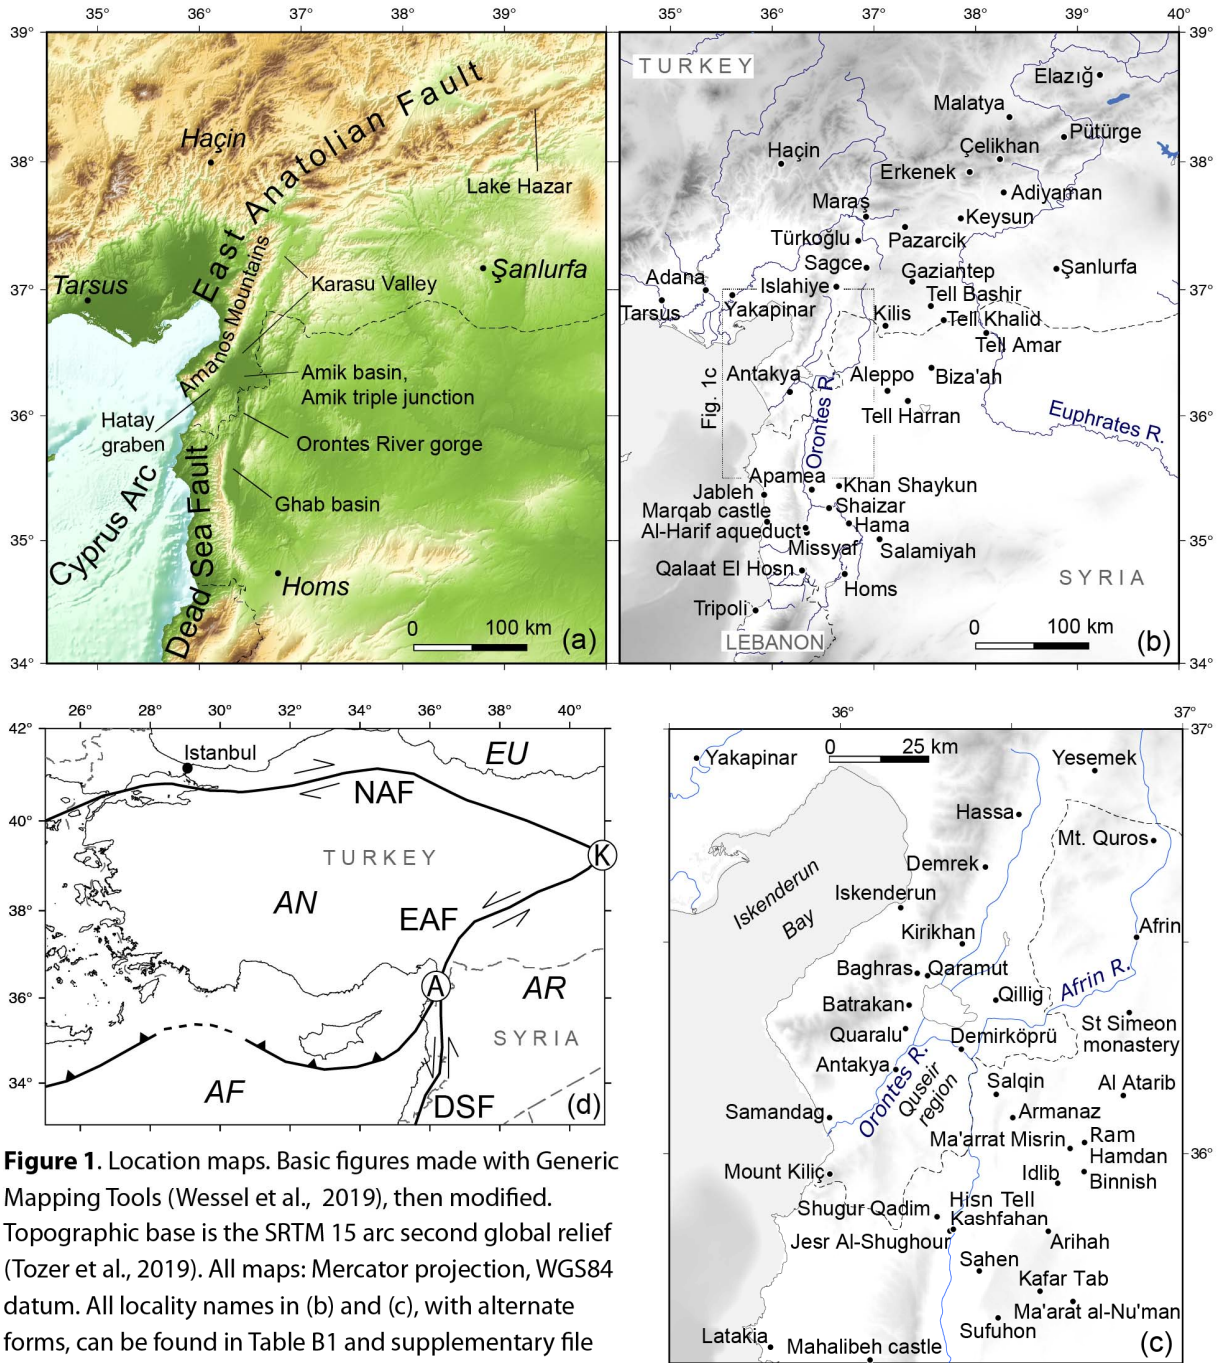 35° 36° 37° 38° 39°
39°
38°
37°
36°
35°
34°
Haçin
East Anatolian Fault
Lake Hazar
Tarsus
Amanos Mountains
Karasu Valley
Şanlurfa
Amik basin,
Amik triple junction
Hatay
graben
Orontes River gorge
Ghab basin
Cyprus Arc
Dead Sea Fault
Homs
0 100 km
(a)
35° 36° 37° 38° 39° 40°
39°
38°
37°
36°
35°
34°
TURKEY
Elazığ
Malatya
Pütürge
Çelikhan
Haçin
Erkenek
Adiyaman
Maraş
Keysun
Türkoğlu
Pazarcik
Sagce
Gaziantep
Şanlurfa
Adana
Islahiye
Tell Bashir
Tarsus
Yakapinar
Kilis
Tell Khalid
Tell Amar
Antakya
Aleppo
Biza'ah
Fig. 1c
Orontes R.
Tell Harran
Euphrates R.
Apamea
Jableh
Khan Shaykun
Marqab castle
Shaizar
Al-Harif aqueduct
Hama
Missyaf
Salamiyah
Qalaat El Hosn
Homs
SYRIA
Tripoli
LEBANON
0 100 km
(b)
26° 28° 30° 32° 34° 36° 38° 40°
42°
40°
38°
36°
34°
Istanbul
EU
NAF
TURKEY
K
AN
EAF
A
AR
SYRIA
AF
DSF
(d)
36° 37°
37°
36°
Yakapinar
0 25 km
Yesemek
Hassa
Mt. Quros
Demrek
Iskenderun
Bay
Iskenderun
Kirikhan
Afrin
Baghras
Qaramut
Afrin R.
Batrakan
Qillig
Quaralu
St Simeon
monastery
Demirköprü
Antakya
Orontes R.
Quseir
region
Salqin
Al Atarib
Samandag
Armanaz
Ma'arrat Misrin
Ram
Hamdan
Mount Kiliç
Idlib
Binnish
Shugur Qadim
Hisn Tell
Kashfahan
Jesr Al-Shughour
Arihah
Sahen
Kafar Tab
Ma'arat al-Nu'man
Sufuhon
Latakia
Mahalibeh castle
(c)
Figure 1. Location maps. Basic figures made with Generic
Mapping Tools (Wessel et al., 2019), then modified.
Topographic base is the SRTM 15 arc second global relief
(Tozer et al., 2019). All maps: Mercator projection, WGS84
datum. All locality names in (b) and (c), with alternate
forms, can be found in Table B1 and supplementary file